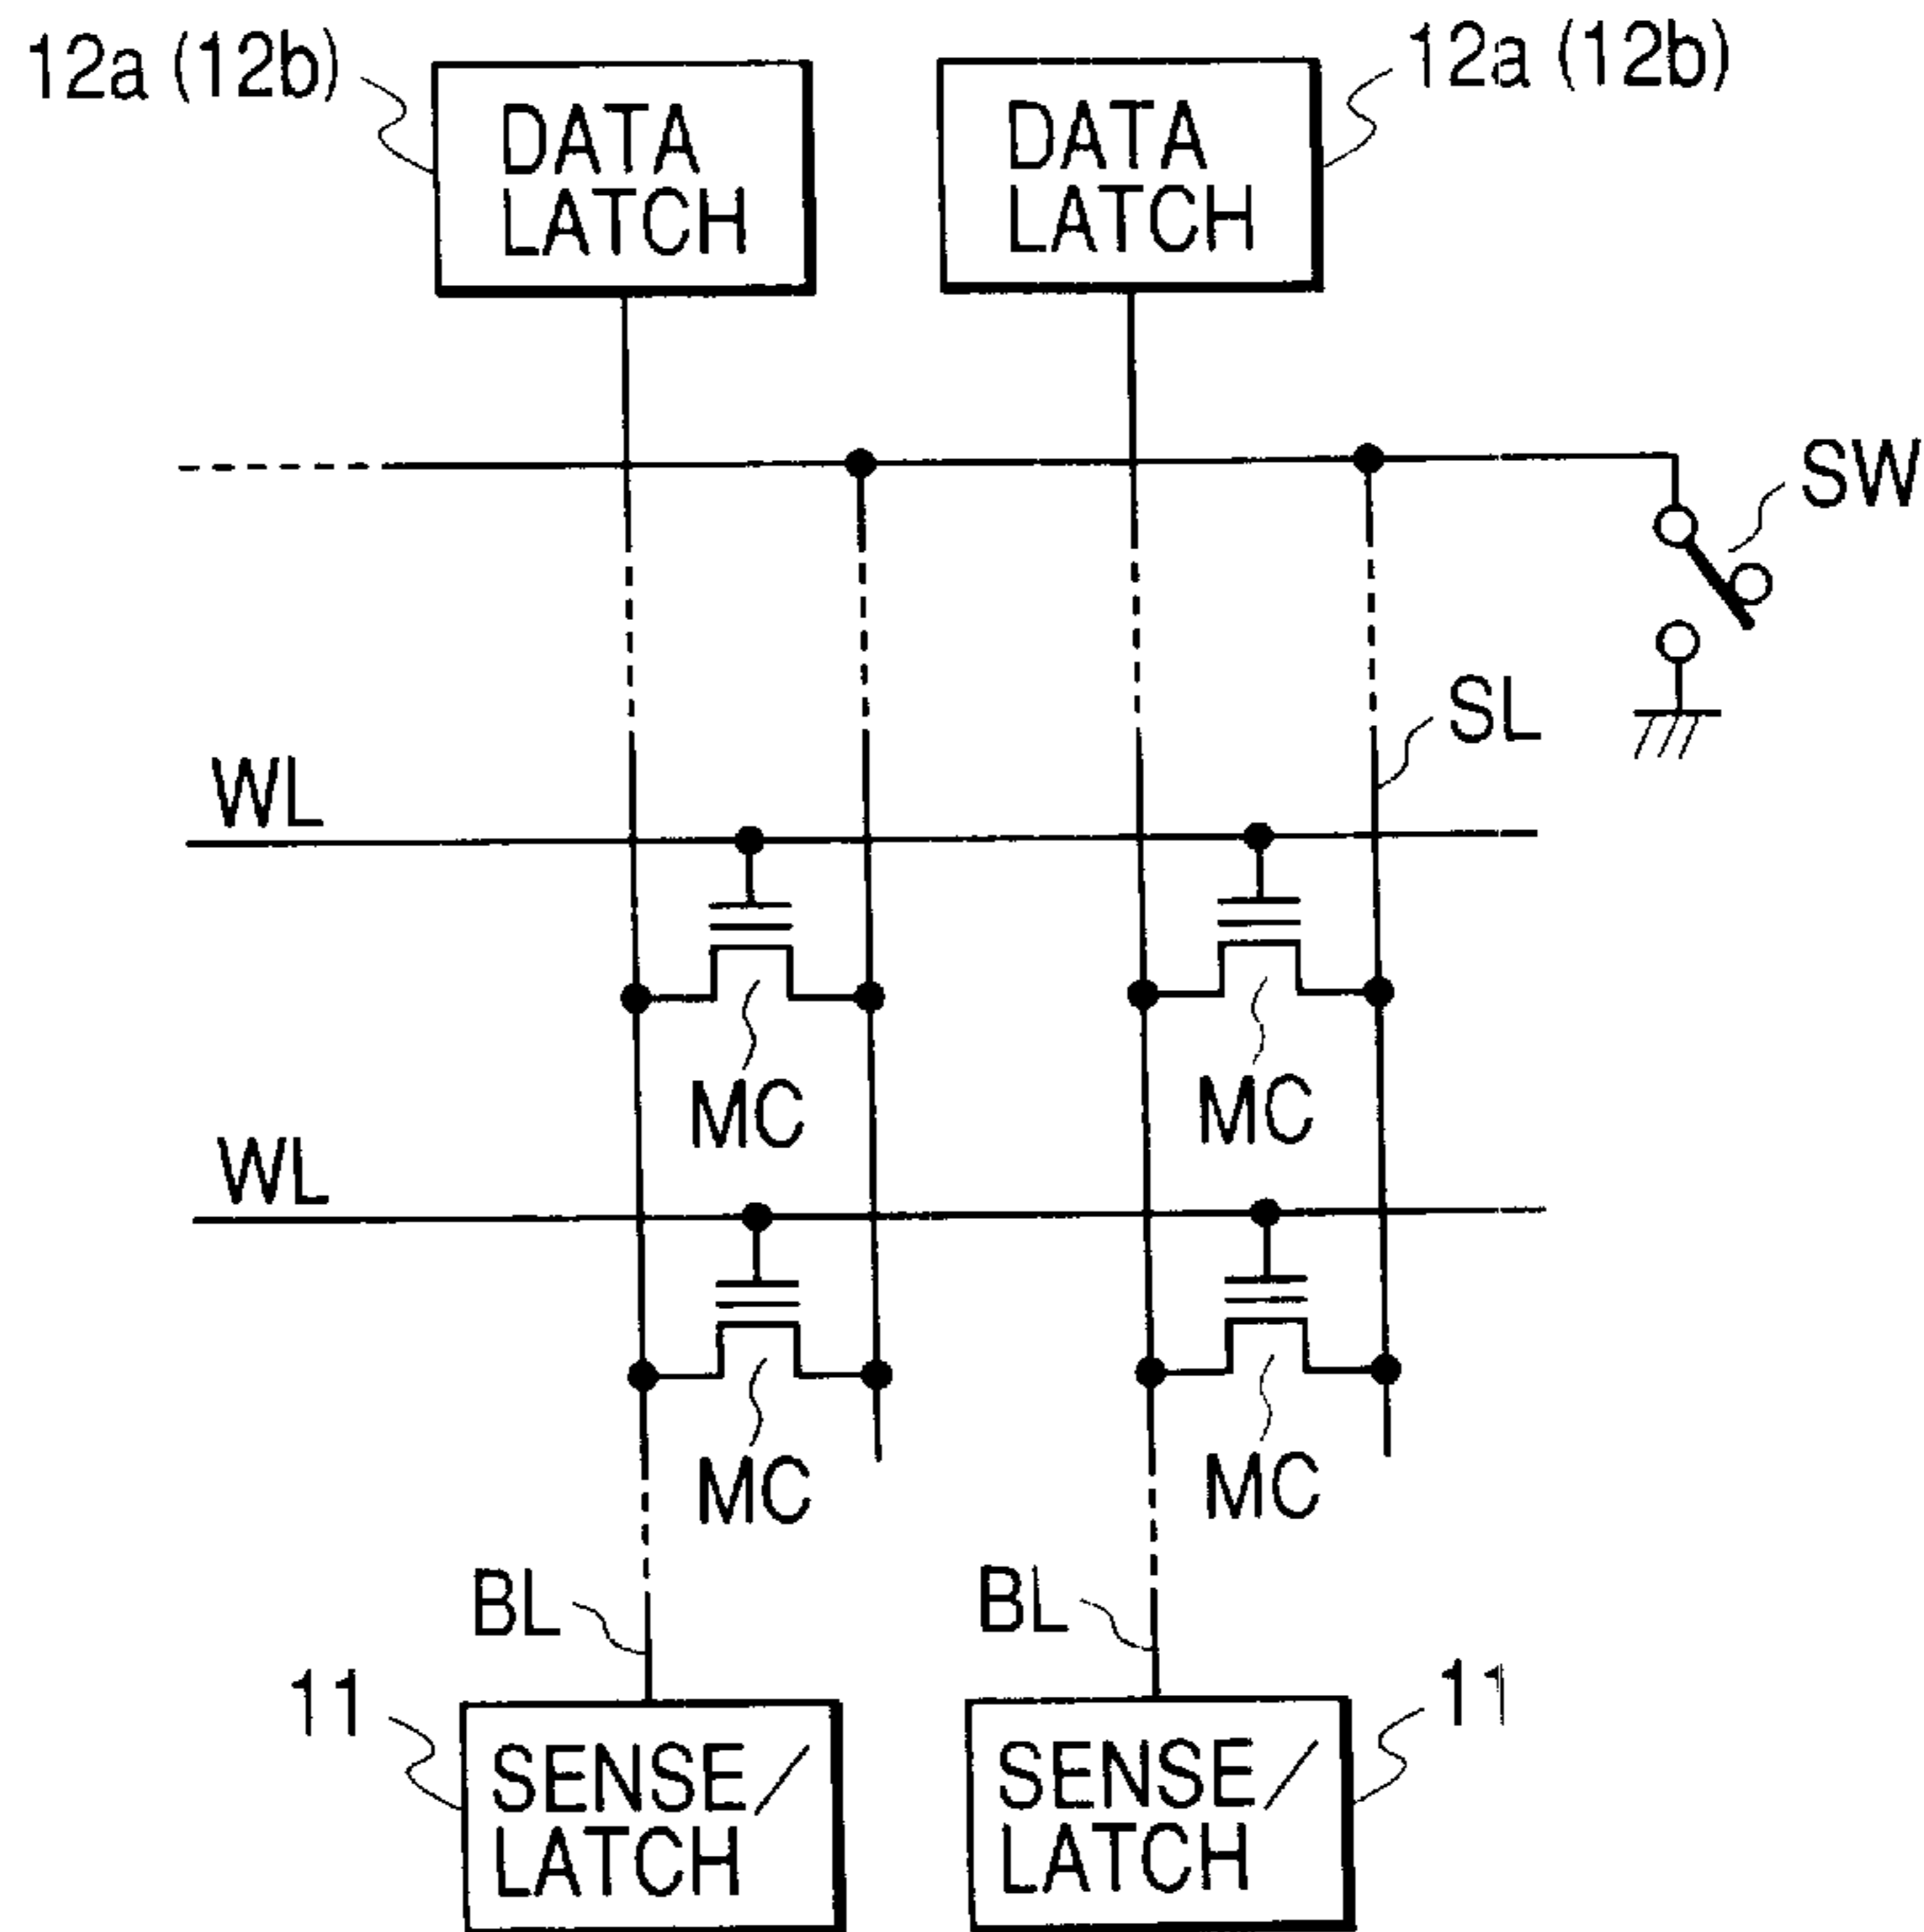 12a (12b)
12a (12b)
DATA
LATCH
DATA
LATCH
SW
SL
WL
MC
MC
WL
MC
MC
BL
BL
11
11
SENSE/
LATCH
SENSE/
LATCH